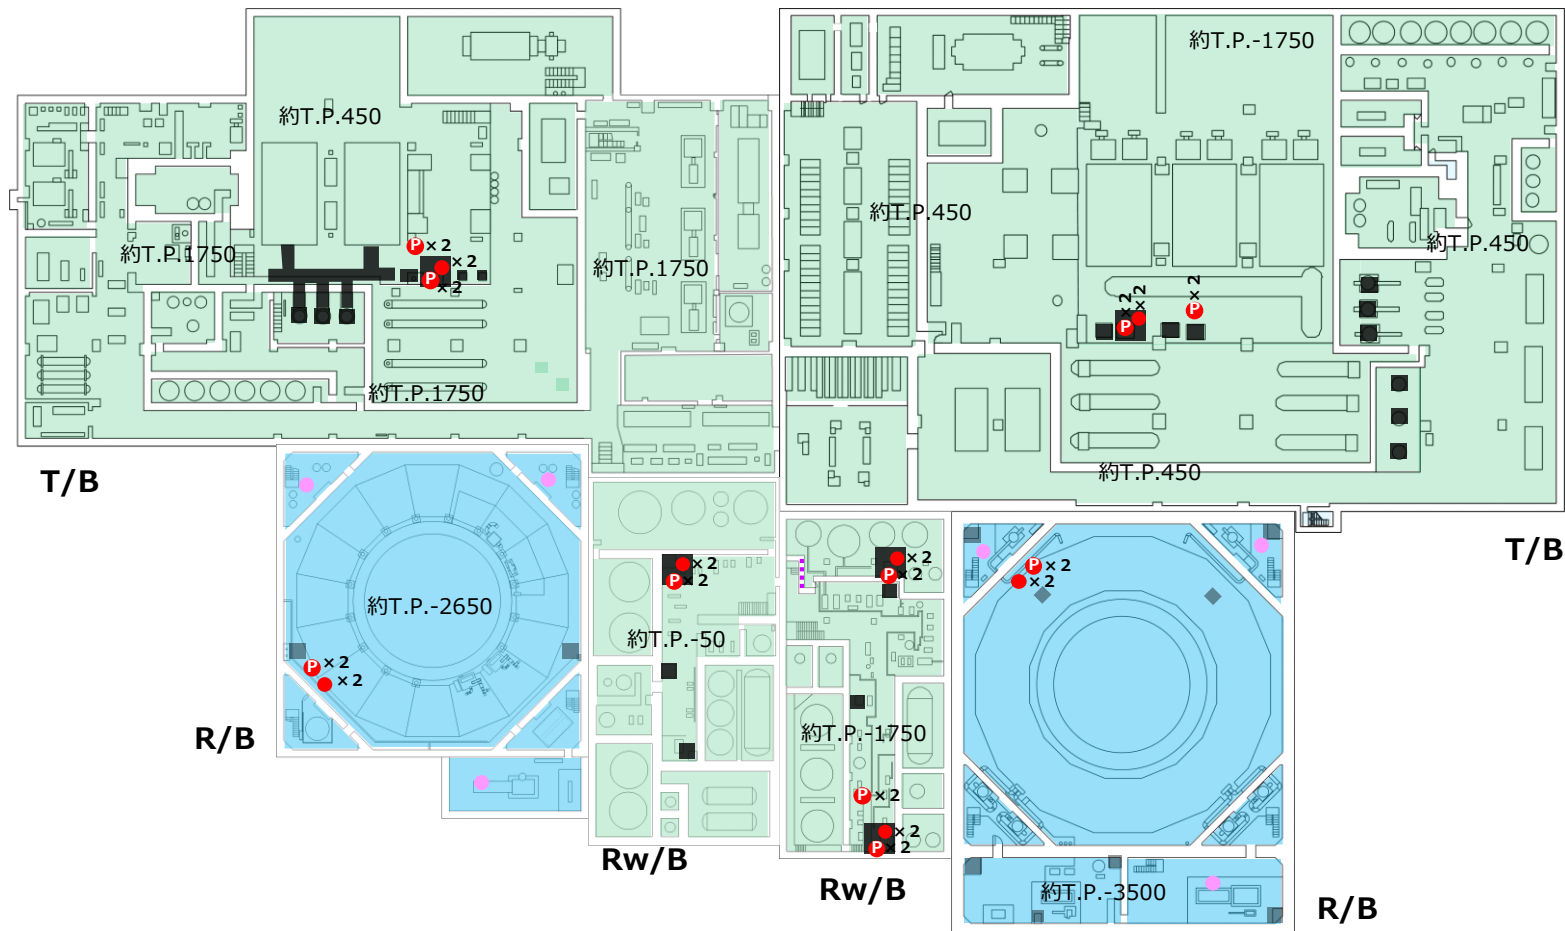 約T.P.-1750
約T.P.450
約T.P.450
約T.P.450
約T.P.1750
約T.P.1750
P ×2
×2
P
×2
×2
×2
P
×2
P
約T.P.1750
約T.P.450
T/B
T/B
×2
P ×2
×2
P ×2
P ×2
×2
約T.P.-2650
約T.P.-50
P ×2
×2
約T.P.-1750
R/B
P ×2
×2
P ×2
Rw/B
Rw/B
約T.P.-3500
R/B